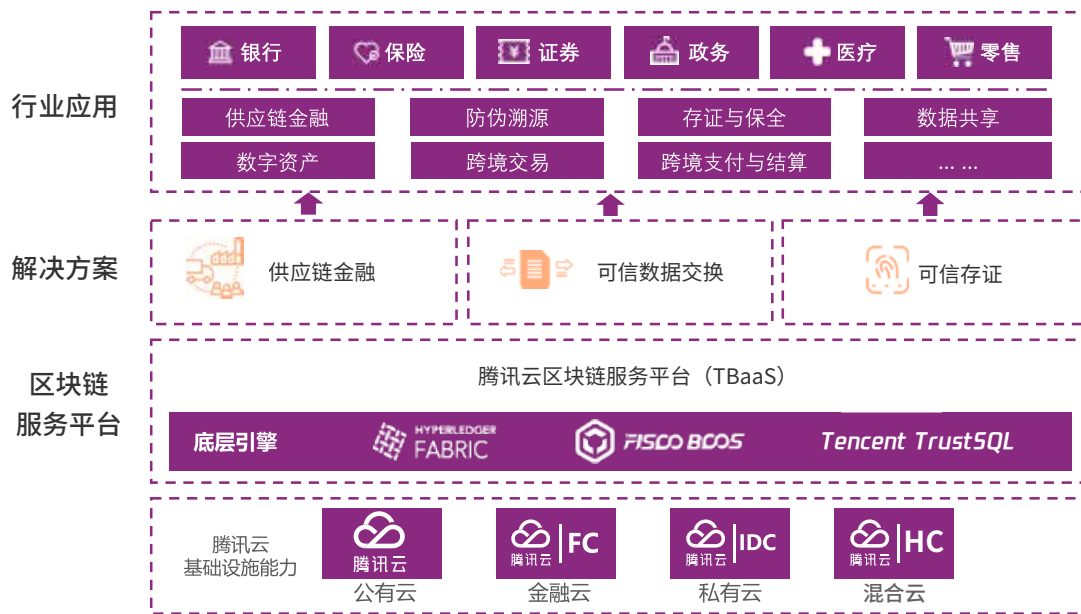 银行 保险 证券 政务 医疗 零售
行业应用
供应链金融 防伪溯源 存证与保全 数据共享
数字资产 跨境交易 跨境支付与结算 ... ...
解决方案
供应链金融 可信数据交换 可信存证
区块链
服务平台
腾讯云区块链服务平台（TBaaS）
底层引擎 HYPERLEDGER FABRIC FISCO BCOS Tencent TrustSQL
腾讯云
基础设施能力
腾讯云 腾讯云 FC 腾讯云 IDC 腾讯云 HC
公有云 金融云 私有云 混合云